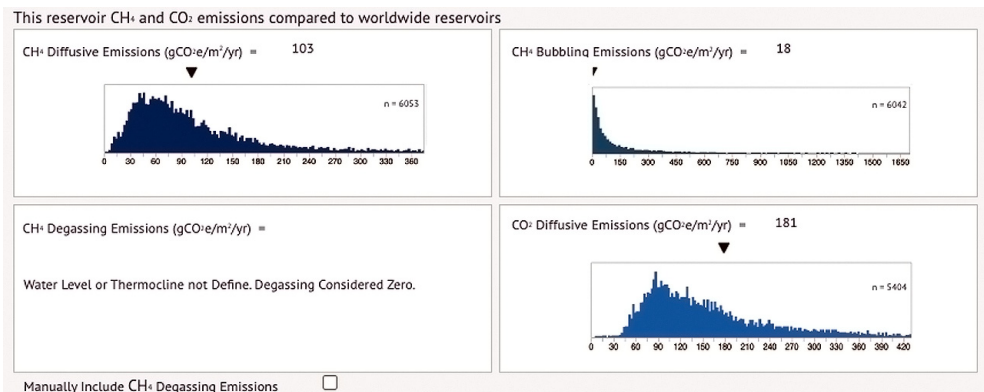 This reservoir CH₄ and CO₂ emissions compared to worldwide reservoirs
CH₄ Diffusive Emissions (gCO₂e/m²/yr) = 103
n = 6053
0 30 60 90 120 150 180 210 240 270 300 330 360
CH₄ Bubbling Emissions (gCO₂e/m²/yr) = 18
n = 6042
0 150 300 450 600 750 900 1050 1200 1350 1500 1650
CH₄ Degassing Emissions (gCO₂e/m²/yr) =
Water Level or Thermocline not Define. Degassing Considered Zero.
CO₂ Diffusive Emissions (gCO₂e/m²/yr) = 181
n = 5404
0 30 60 90 120 150 180 210 240 270 300 330 360 390 420
Manually Include CH₄ Degassing Emissions